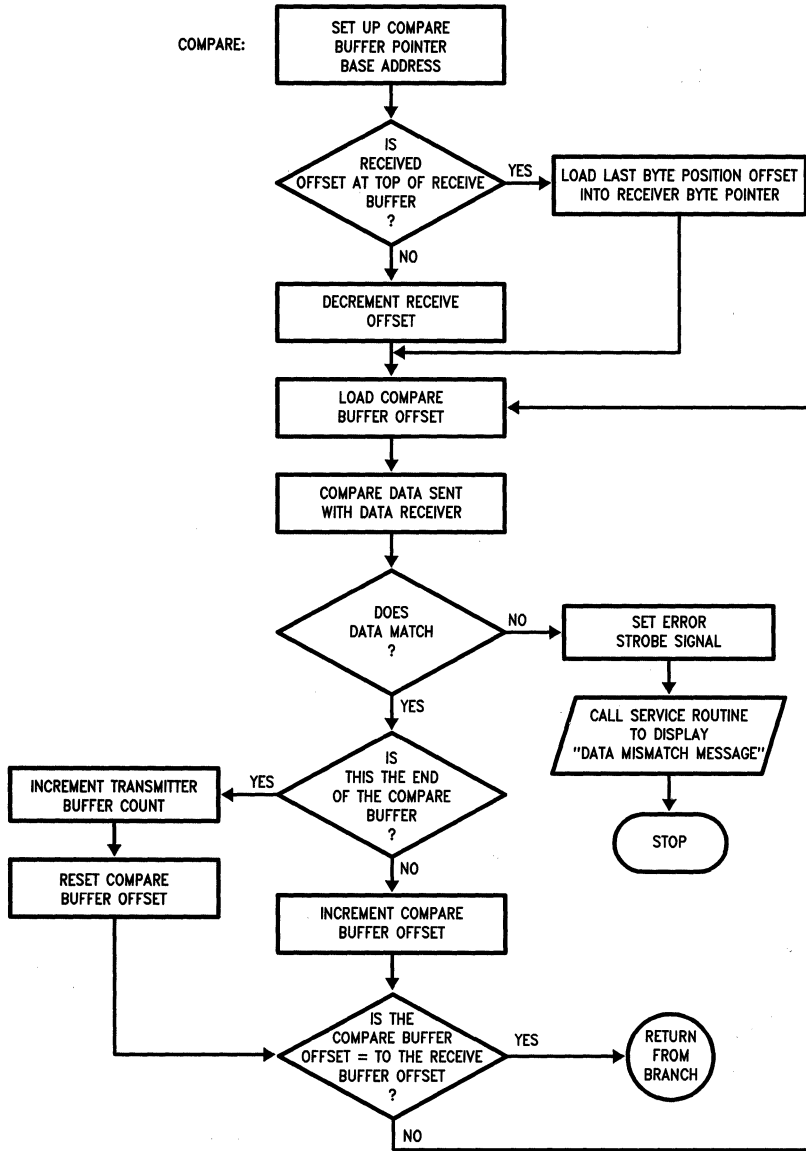 COMPARE:
SET UP COMPARE
BUFFER POINTER
BASE ADDRESS
IS
RECEIVED
OFFSET AT TOP OF RECEIVE
BUFFER
?
YES
LOAD LAST BYTE POSITION OFFSET
INTO RECEIVER BYTE POINTER
NO
DECREMENT RECEIVE
OFFSET
LOAD COMPARE
BUFFER OFFSET
COMPARE DATA SENT
WITH DATA RECEIVER
DOES
DATA MATCH
?
NO
SET ERROR
STROBE SIGNAL
CALL SERVICE ROUTINE
TO DISPLAY
"DATA MISMATCH MESSAGE"
STOP
YES
IS
THIS THE END
OF THE COMPARE
BUFFER
?
YES
INCREMENT TRANSMITTER
BUFFER COUNT
RESET COMPARE
BUFFER OFFSET
NO
INCREMENT COMPARE
BUFFER OFFSET
IS THE
COMPARE BUFFER
OFFSET = TO THE RECEIVE
BUFFER OFFSET
?
YES
RETURN
FROM
BRANCH
NO